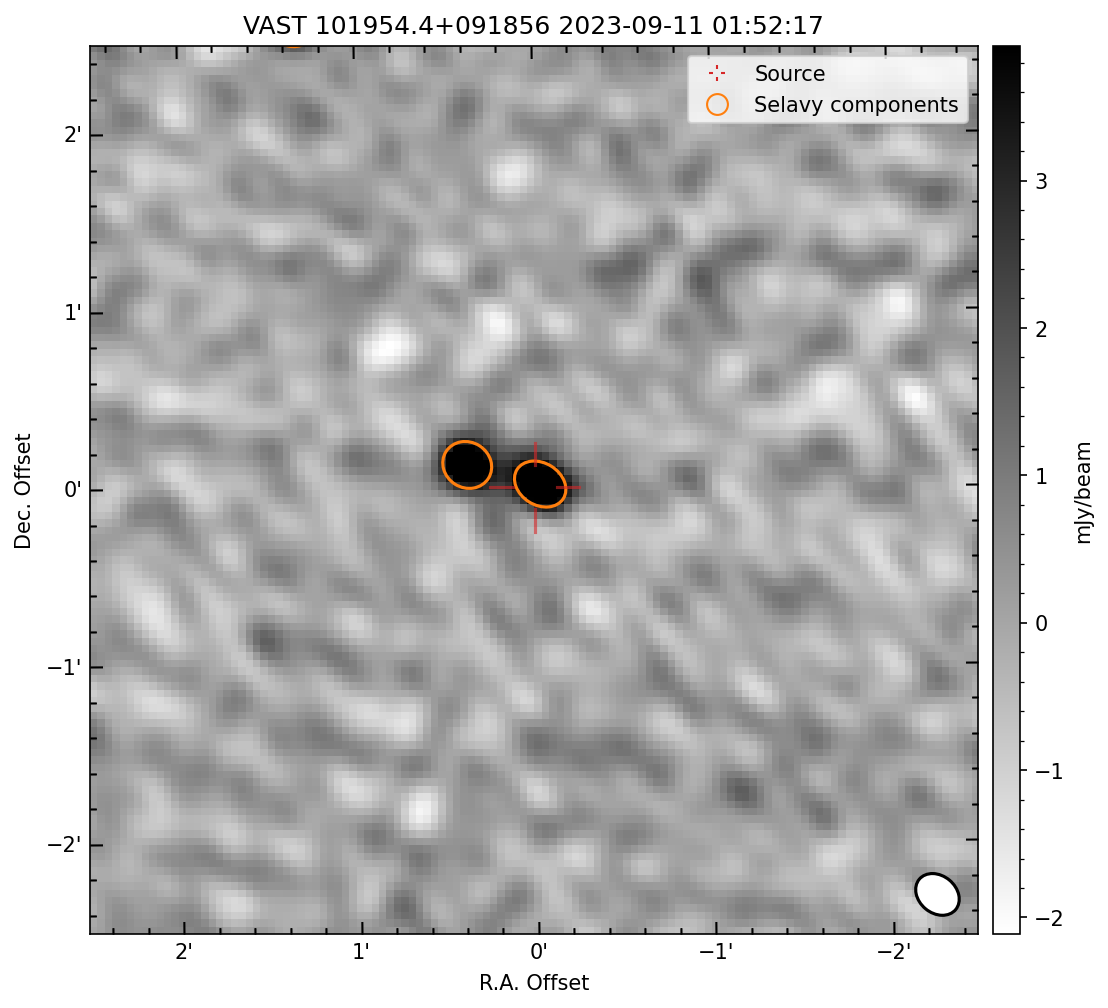 VAST 101954.4+091856 2023-09-11 01:52:17
Source
Selavy components
2'
1'
0'
−1'
−2'
Dec. Offset
2'
1'
0'
−1'
−2'
R.A. Offset
3
2
1
0
−1
−2
mJy/beam